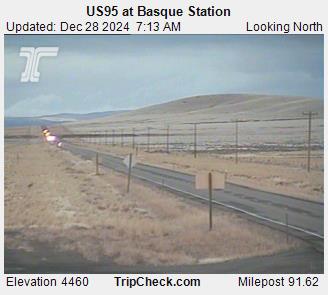 US95 at Basque Station
Updated: Dec 28 2024 7:13 AM Looking North
Elevation 4460 TripCheck.com Milepost 91.62